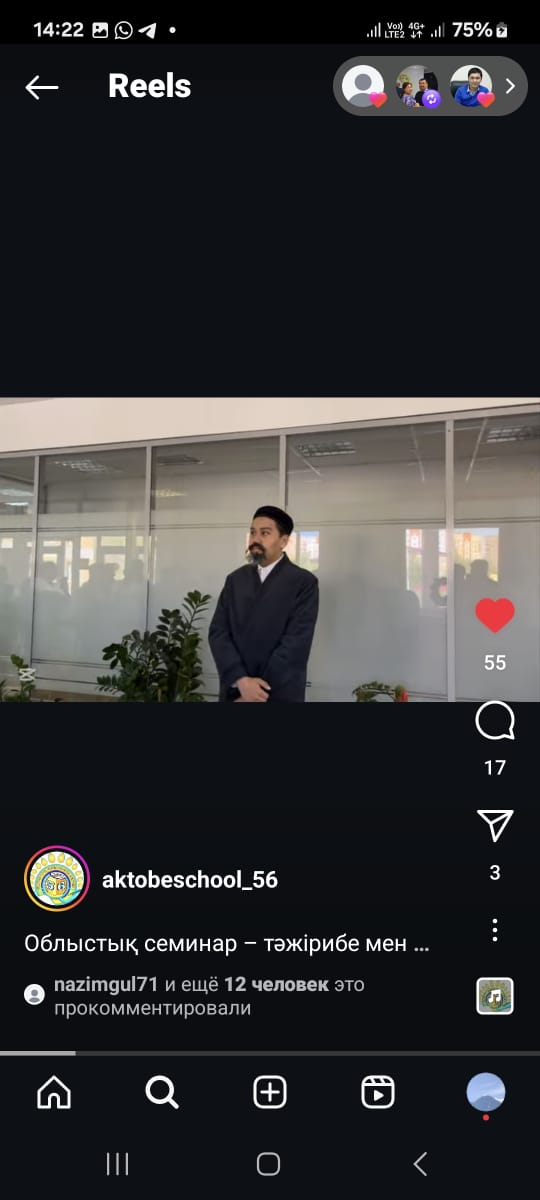 14:22
Vo)) LTE2 4G+ 75%
Reels
55
17
3
aktobeschool_56
Облыстық семинар – тәжірибе мен ...
nazimgul71 и ещё 12 человек это
прокомментировали